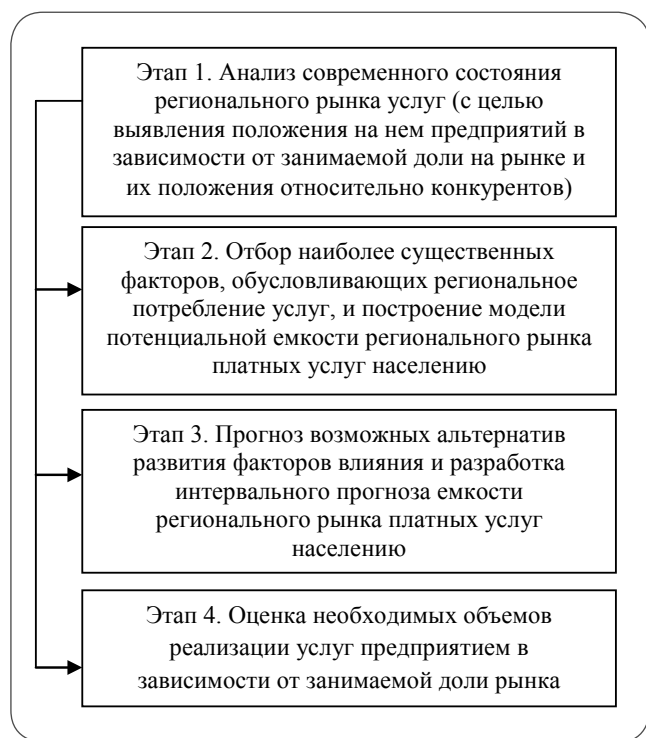 Этап 1. Анализ современного состояния
регионального рынка услуг (с целью
выявления положения на нем предприятий в
зависимости от занимаемой доли на рынке и
их положения относительно конкурентов)
Этап 2. Отбор наиболее существенных
факторов, обусловливающих региональное
потребление услуг, и построение модели
потенциальной емкости регионального рынка
платных услуг населению
Этап 3. Прогноз возможных альтернатив
развития факторов влияния и разработка
интервального прогноза емкости
регионального рынка платных услуг
населению
Этап 4. Оценка необходимых объемов
реализации услуг предприятием в
зависимости от занимаемой доли рынка